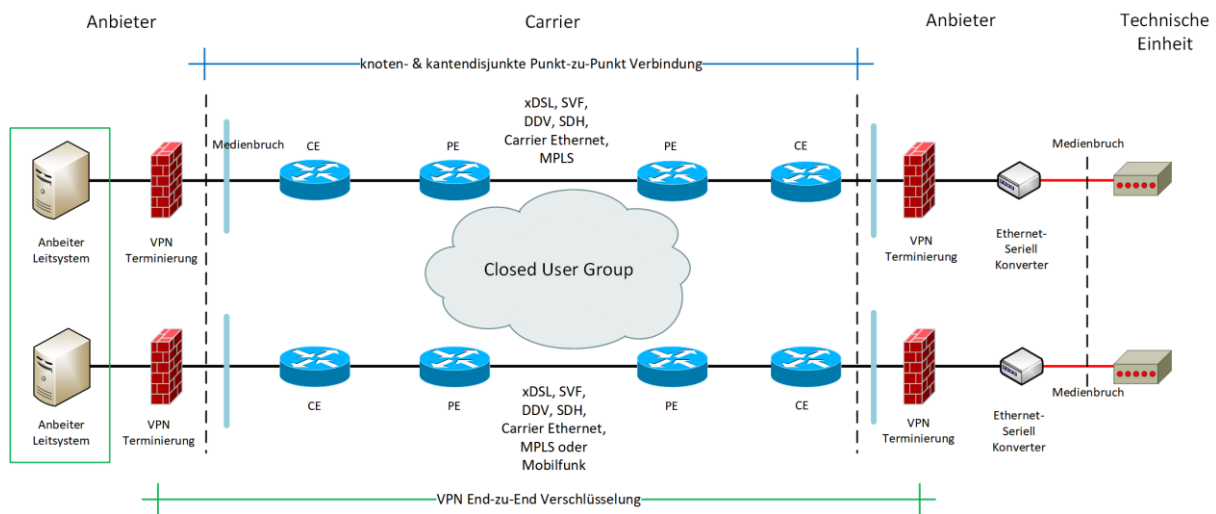 Anbieter
Carrier
Anbieter
Technische
Einheit
knoten- & kantendisjunkte Punkt-zu-Punkt Verbindung
xDSL, SVF,
DDV, SDH,
Carrier Ethernet,
MPLS
Medienbruch
CE
PE
PE
CE
Medienbruch
Anbeiter
Leitsystem
VPN
Terminierung
VPN
Terminierung
Ethernet-
Seriell
Konverter
Closed User Group
CE
PE
PE
CE
Medienbruch
xDSL, SVF,
DDV, SDH,
Carrier Ethernet,
MPLS oder
Mobilfunk
Anbieter
Leitsystem
VPN
Terminierung
VPN
Terminierung
Ethernet-
Seriell
Konverter
VPN End-zu-End Verschlüsselung